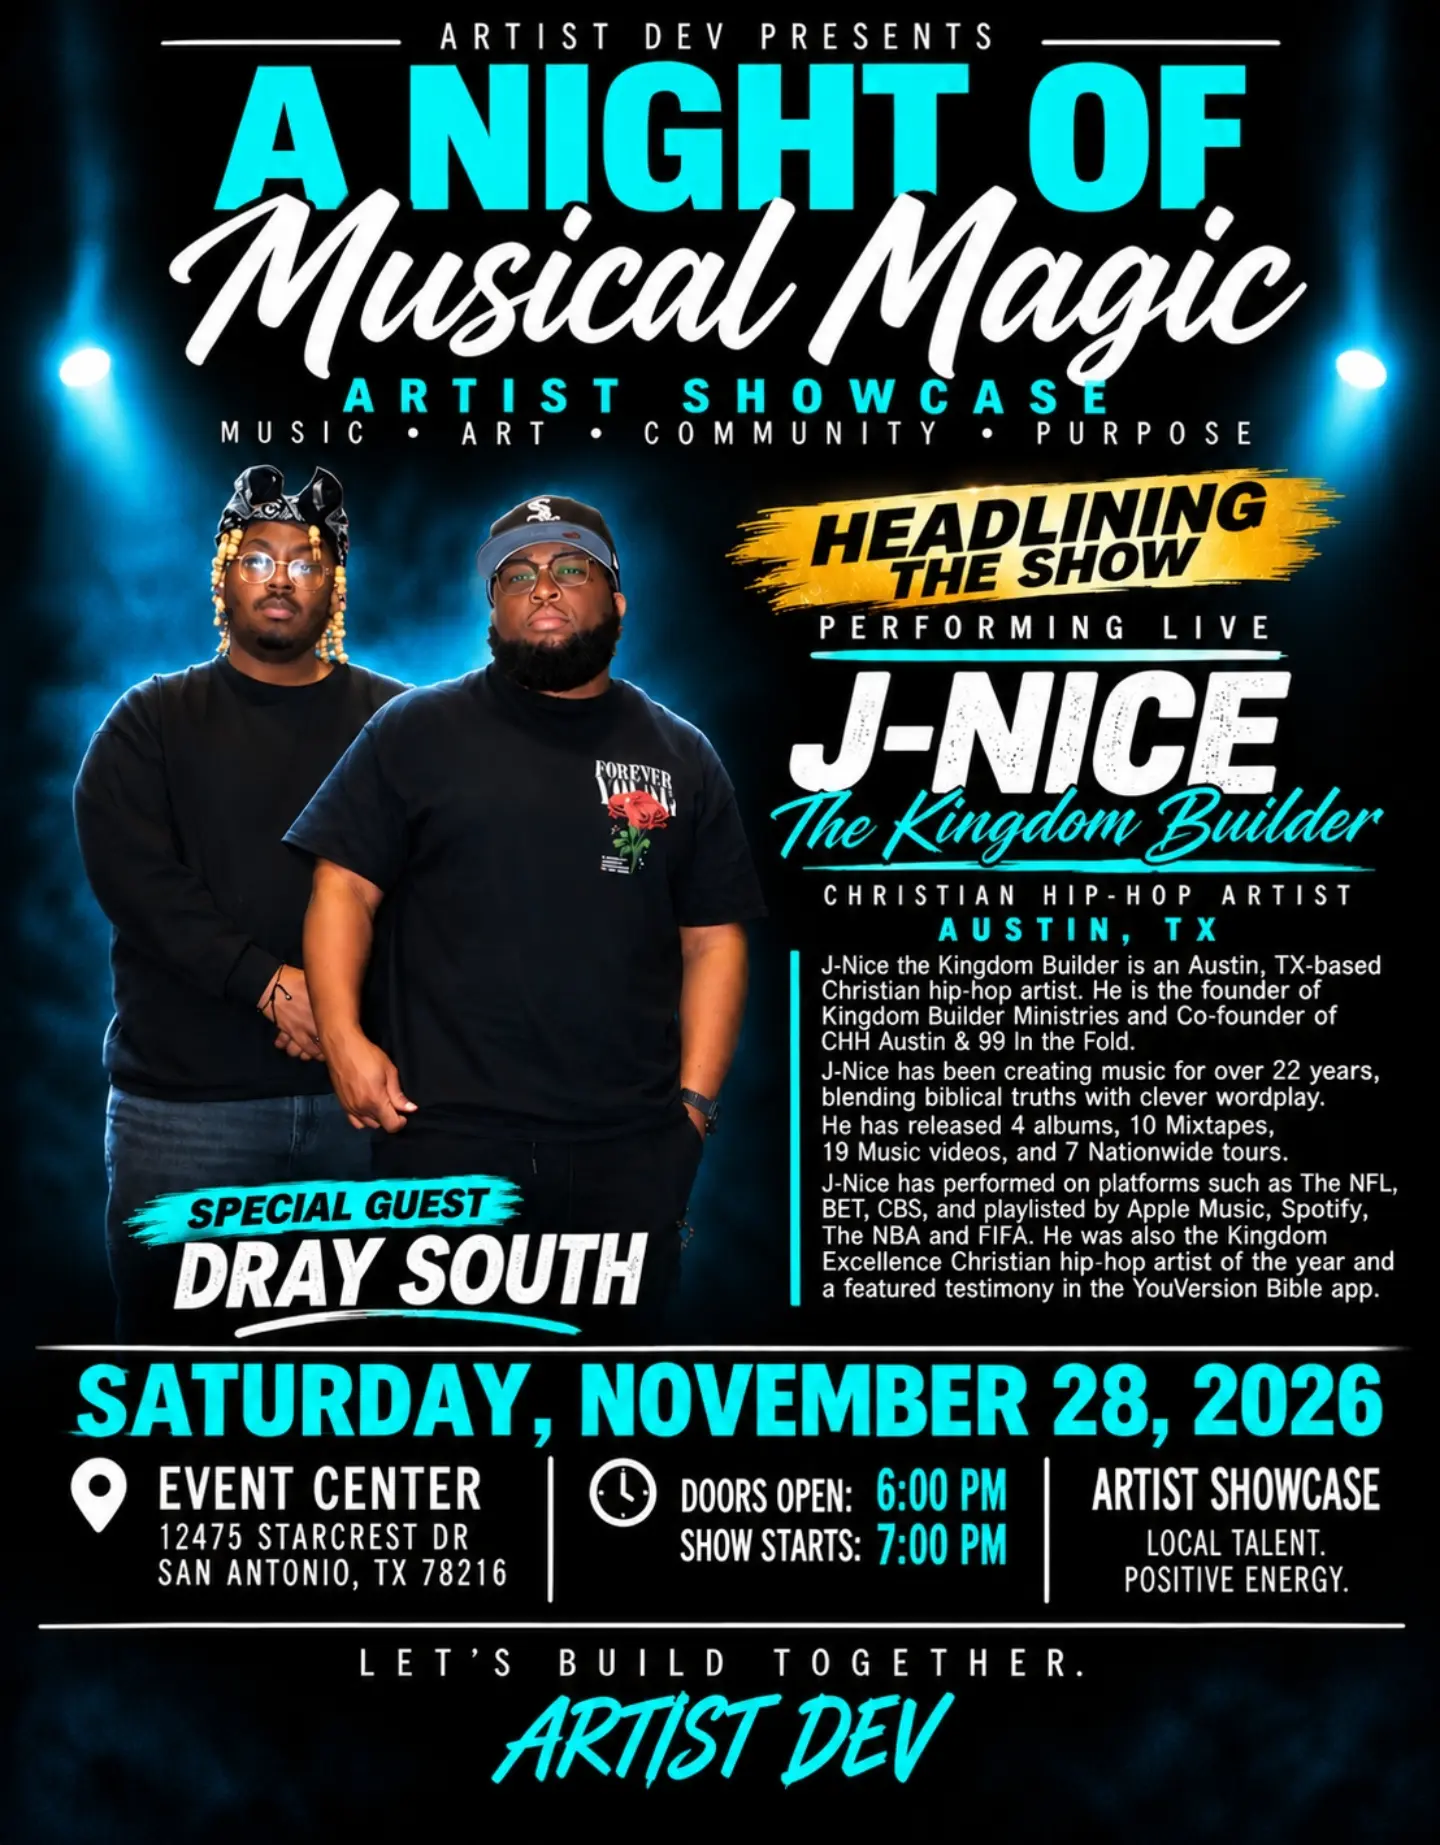 ARTIST DEV PRESENTS
A NIGHT OF
Musical Magic
ARTIST SHOWCASE
MUSIC • ART • COMMUNITY • PURPOSE
HEADLINING
THE SHOW
PERFORMING LIVE
J-NICE
The Kingdom Builder
CHRISTIAN HIP-HOP ARTIST
AUSTIN, TX
J-Nice the Kingdom Builder is an Austin, TX-based
Christian hip-hop artist. He is the founder of
Kingdom Builder Ministries and Co-founder of
CHH Austin & 99 In the Fold.
J-Nice has been creating music for over 22 years,
blending biblical truths with clever wordplay.
He has released 4 albums, 10 Mixtapes,
19 Music videos, and 7 Nationwide tours.
J-Nice has performed on platforms such as The NFL,
BET, CBS, and playlisted by Apple Music, Spotify,
The NBA and FIFA. He was also the Kingdom
Excellence Christian hip-hop artist of the year and
a featured testimony in the YouVersion Bible app.
FOREVER
SPECIAL GUEST
DRAY SOUTH
SATURDAY, NOVEMBER 28, 2026
EVENT CENTER
12475 STARCREST DR
SAN ANTONIO, TX 78216
DOORS OPEN: 6:00 PM
SHOW STARTS: 7:00 PM
ARTIST SHOWCASE
LOCAL TALENT.
POSITIVE ENERGY.
LET'S BUILD TOGETHER.
ARTIST DEV